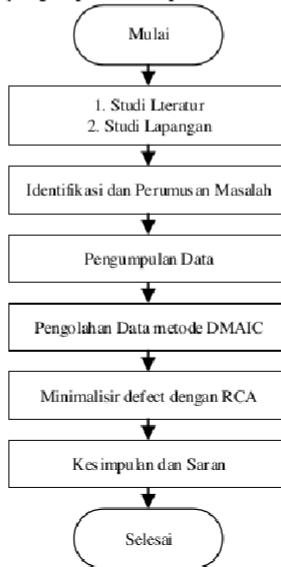 Mulai
1. Studi Lteratur
2. Studi Lapangan
Identifikasi dan Perumusan Masalah
Pengumpulan Data
Pengolahan Data metode DMAIC
Minimalisir defect dengan RCA
Kesimpulan dan Saran
Selesai